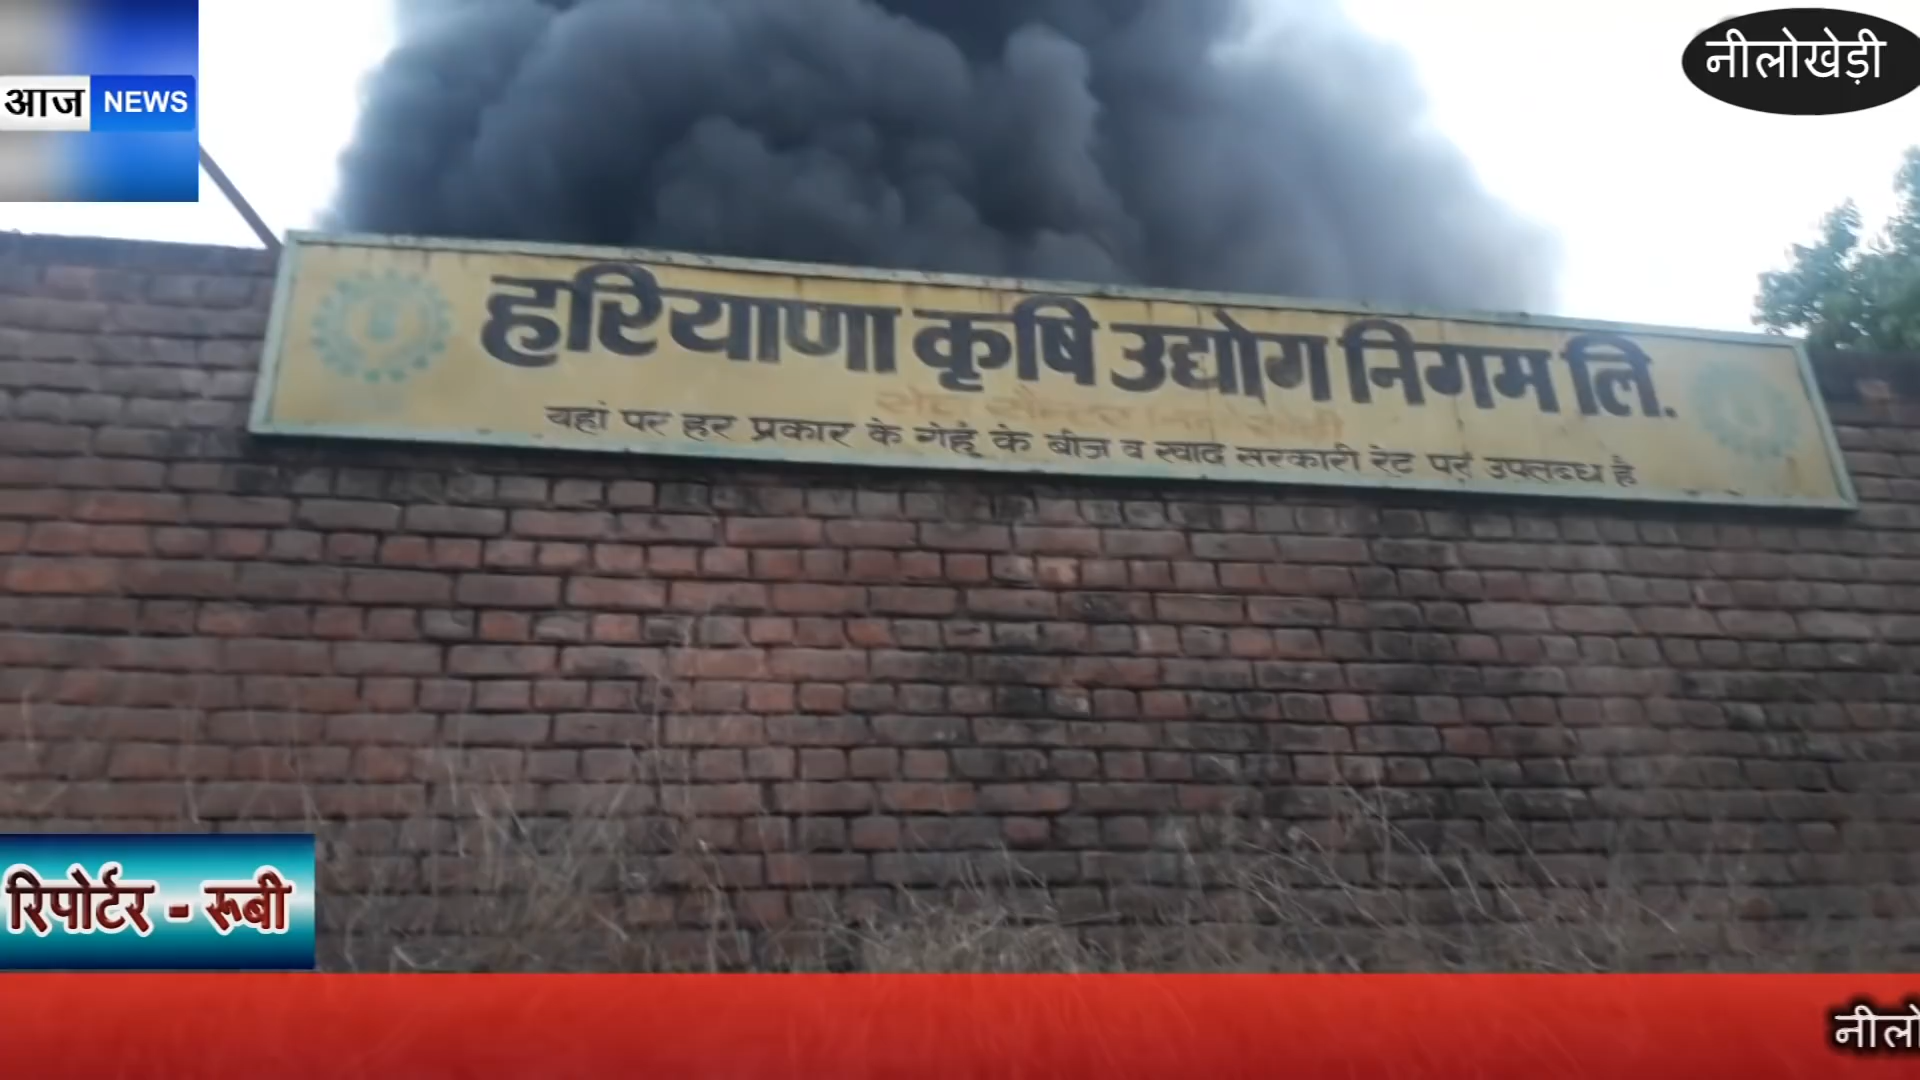 आज NEWS
नीलोखेड़ी
हरियाणा कृषि उद्योग निगम लि.
यहां पर हर प्रकार के गेहूं के बीज व खाद सरकारी रेट पर उपलब्ध है
रिपोर्टर - रूबी
नीलो